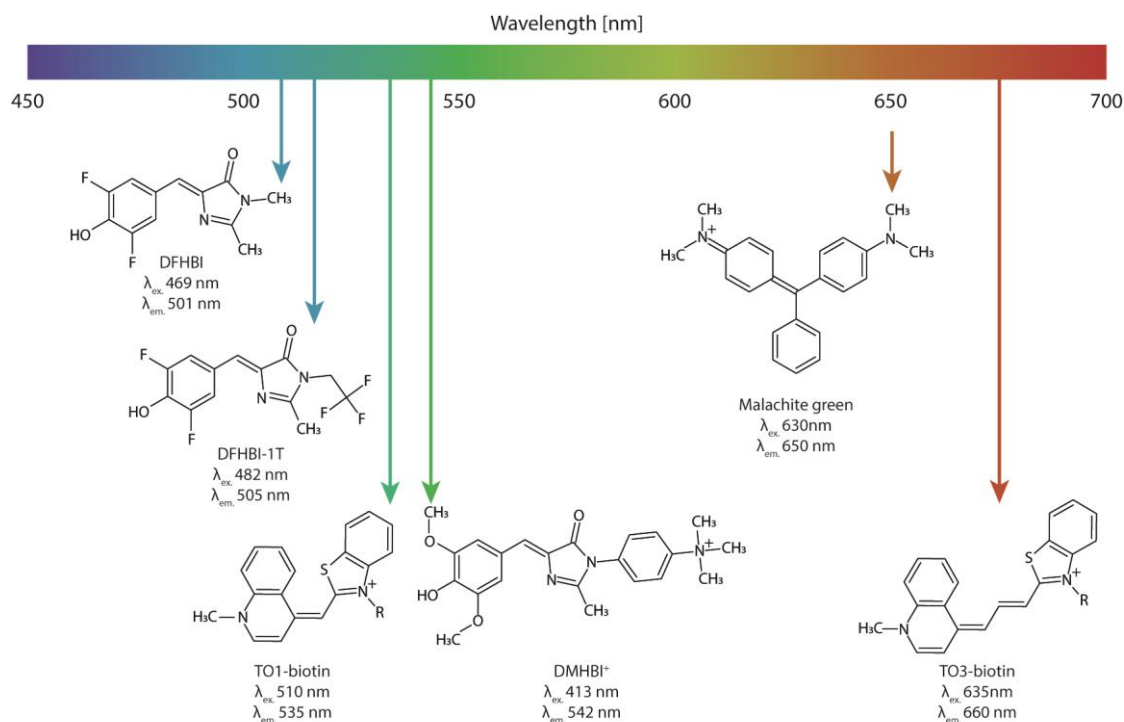 Wavelength [nm]
450 500 550 600 650 700
F
O
N
CH₃
N
CH₃
HO
F
DFHBI
λex. 469 nm
λem. 501 nm
CH₃
N⁺
H₃C
CH₃
N
CH₃
Malachite green
λex. 630nm
λem. 650 nm
F
O
N
F
N
F
F
CH₃
HO
F
DFHBI-1T
λex. 482 nm
λem. 505 nm
S
N⁺
R
H₃C
N
TO1-biotin
λex. 510 nm
λem. 535 nm
CH₃
O
O
N
N⁺
CH₃
CH₃
CH₃
N
CH₃
HO
O
H₃C
DMHBI⁺
λex. 413 nm
λem. 542 nm
S
N⁺
R
H₃C
N
TO3-biotin
λex. 635nm
λem. 660 nm